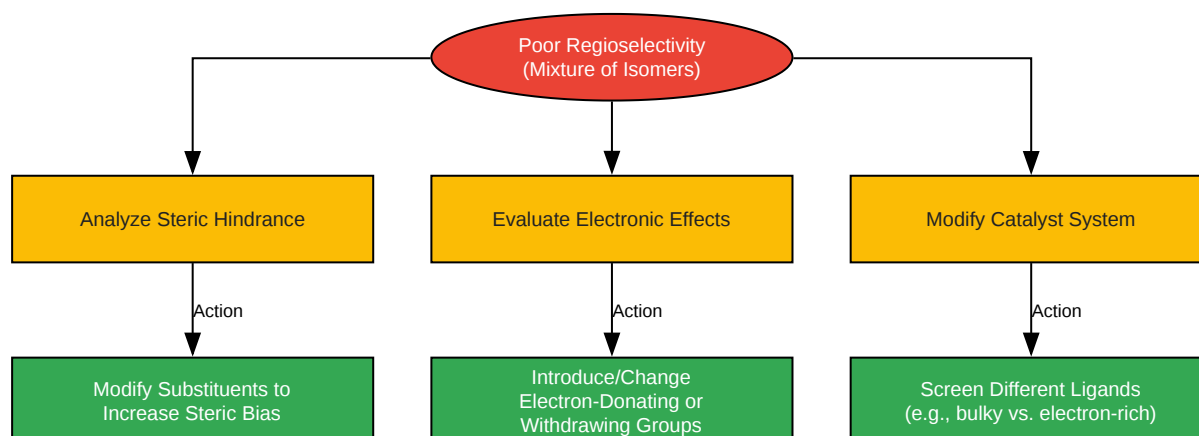 Poor Regioselectivity
(Mixture of Isomers)
Analyze Steric Hindrance
Evaluate Electronic Effects
Modify Catalyst System
Action
Action
Action
Modify Substituents to
Increase Steric Bias
Introduce/Change
Electron-Donating or
Withdrawing Groups
Screen Different Ligands
(e.g., bulky vs. electron-rich)